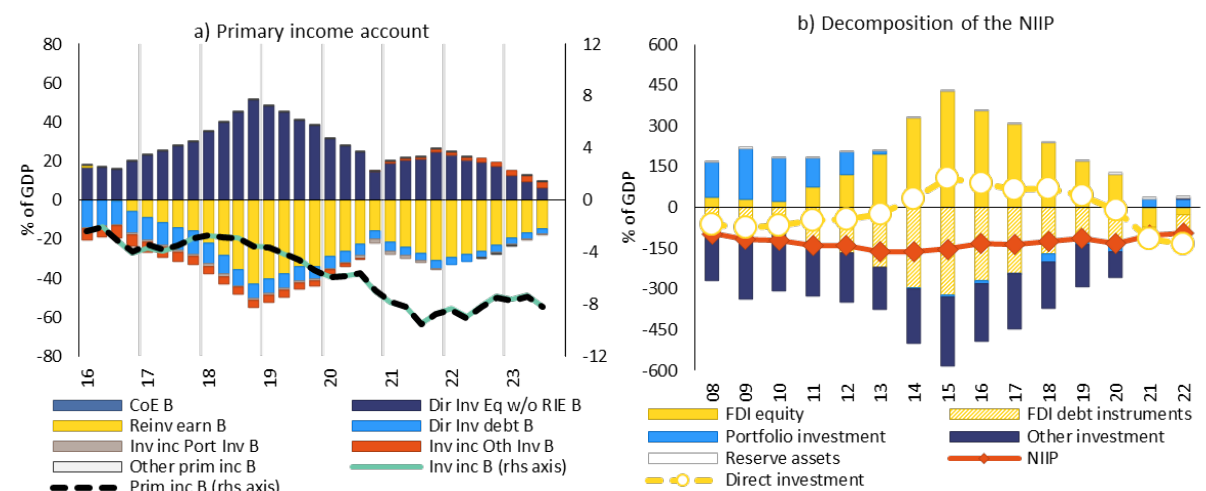 a) Primary income account
80
60
40
20
0
-20
-40
-60
-80
% of GDP
12
8
4
0
-4
-8
-12
16 17 18 19 20 21 22 23
CoE B
Dir Inv Eq w/o RIE B
Reinv earn B
Dir Inv debt B
Inv inc Port Inv B
Inv inc Oth Inv B
Other prim inc B
Inv inc B (rhs axis)
Prim inc B (rhs axis)
b) Decomposition of the NIIP
600
450
300
150
0
-150
-300
-450
-600
% of GDP
08 09 10 11 12 13 14 15 16 17 18 19 20 21 22
FDI equity
FDI debt instruments
Portfolio investment
Other investment
Reserve assets
NIIP
Direct investment